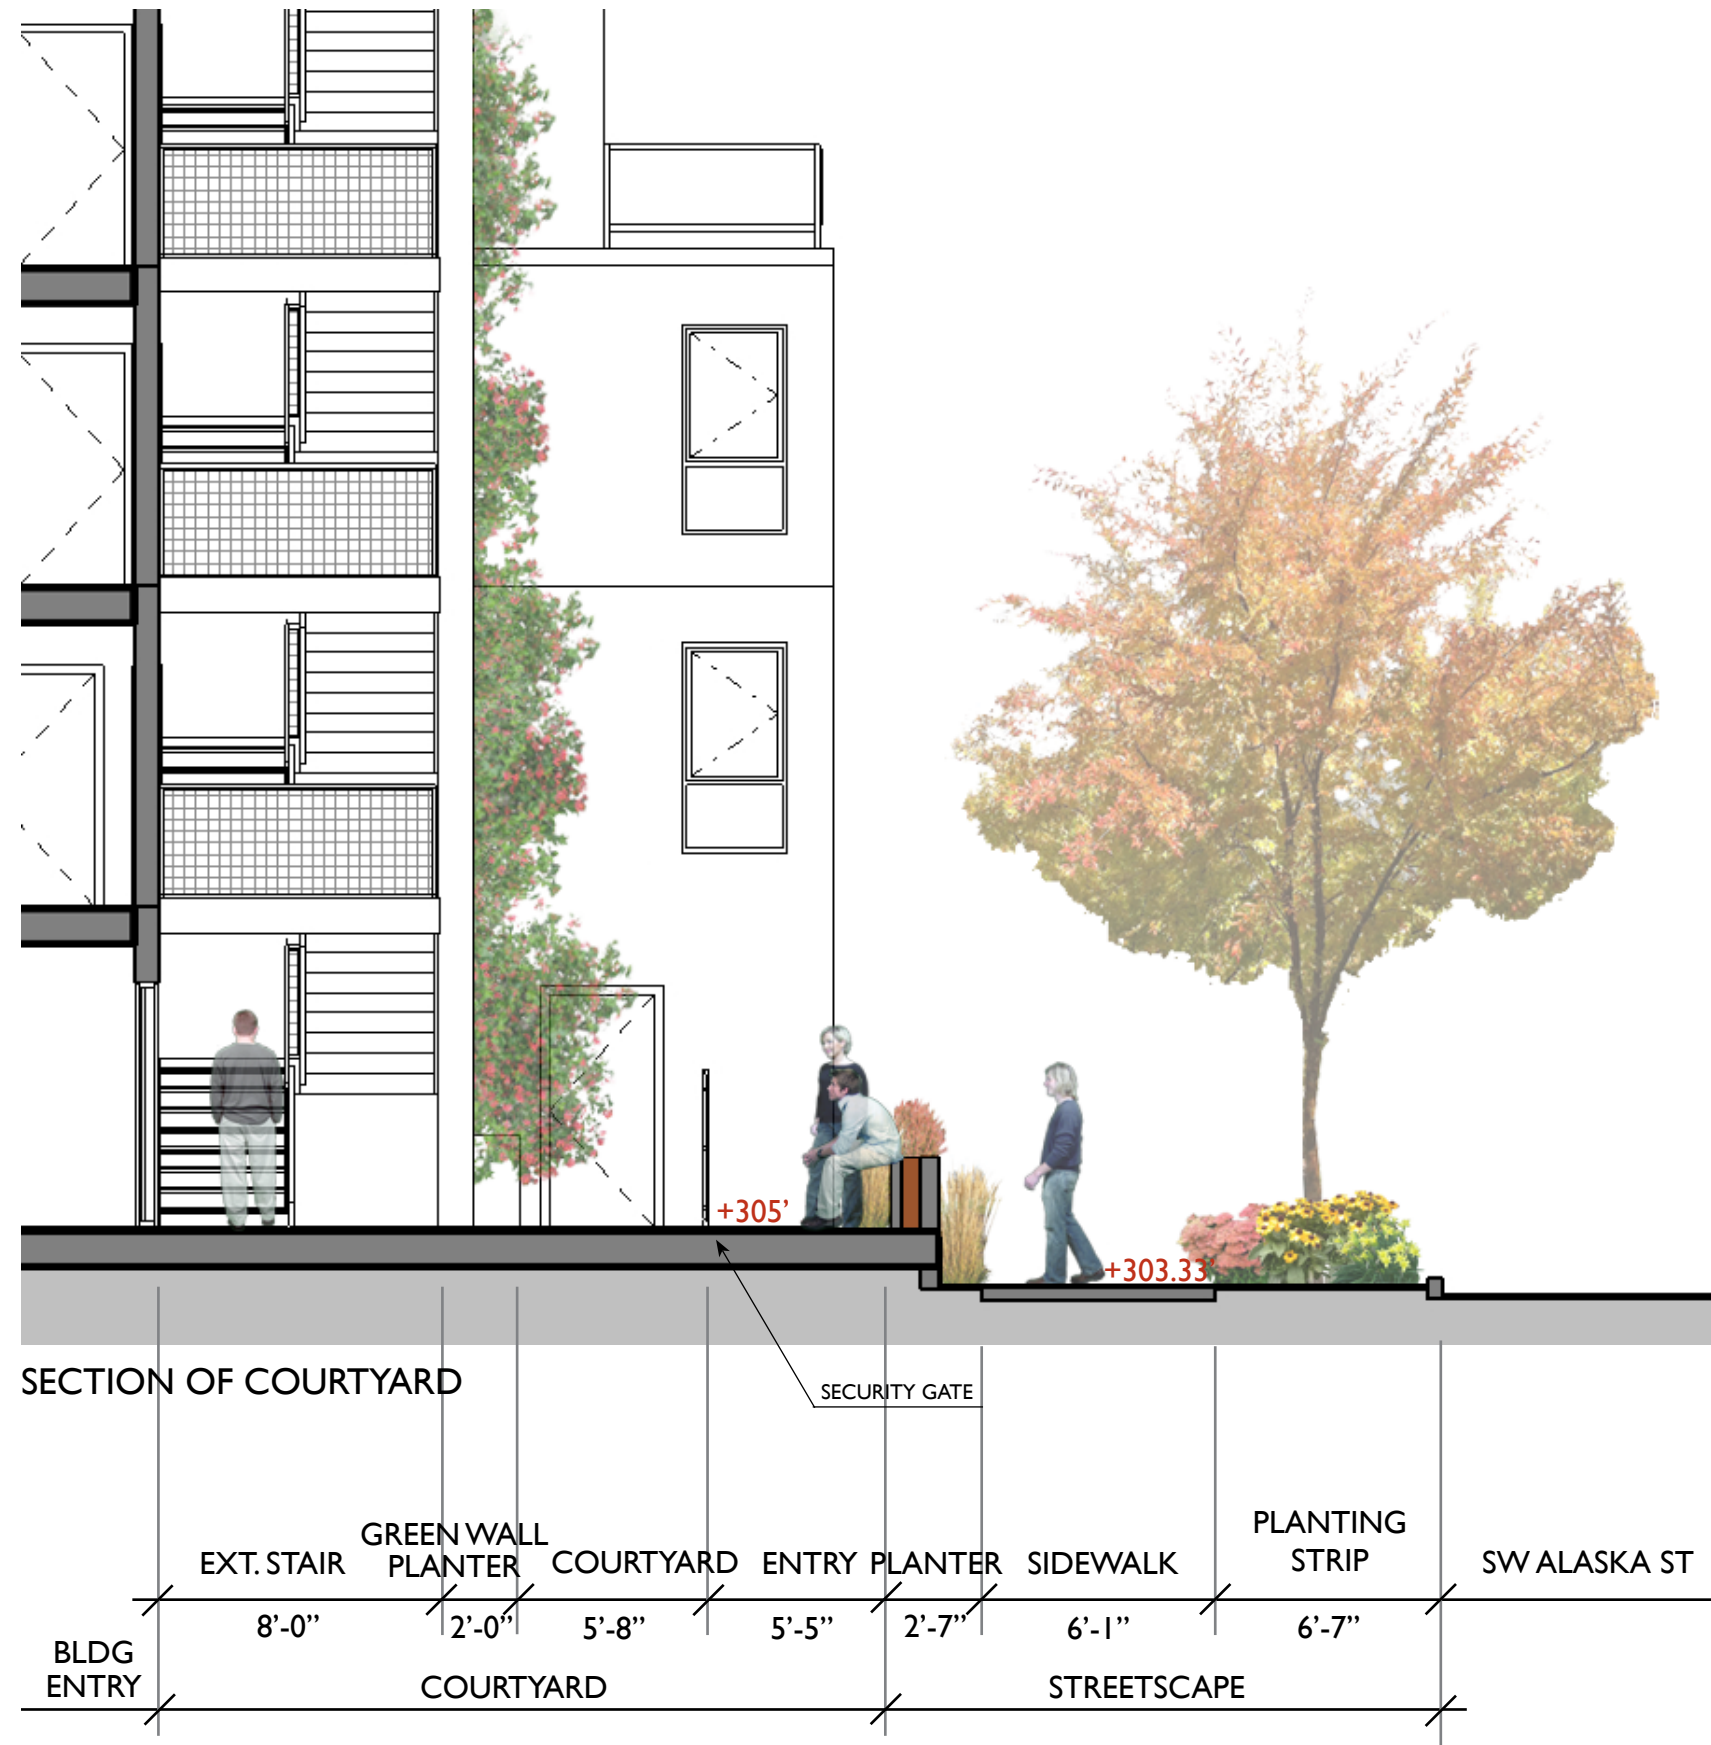 +305’
+303.33’
SECTION OF COURTYARD
SECURITY GATE
EXT. STAIR
GREEN WALL
PLANTER
COURTYARD
ENTRY
PLANTER
SIDEWALK
PLANTING
STRIP
SW ALASKA ST
8’-0”
2’-0”
5’-8”
5’-5”
2’-7”
6’-1”
6’-7”
BLDG
ENTRY
COURTYARD
STREETSCAPE